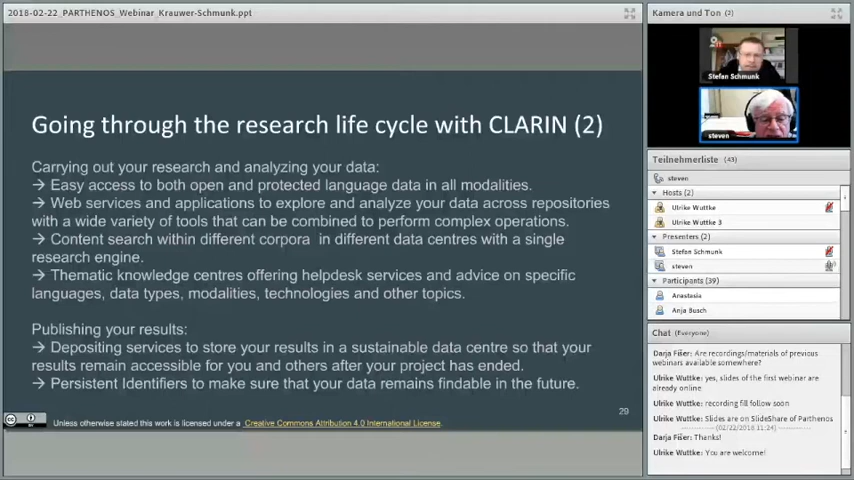 2018-02-22_PARTHENOS_Webinar_Krauwer-Schmunk.ppt
Going through the research life cycle with CLARIN (2)
Carrying out your research and analyzing your data:
→ Easy access to both open and protected language data in all modalities.
→ Web services and applications to explore and analyze your data across repositories
with a wide variety of tools that can be combined to perform complex operations.
→ Content search within different corpora  in different data centres with a single
research engine.
→ Thematic knowledge centres offering helpdesk services and advice on specific
languages, data types, modalities, technologies and other topics.
Publishing your results:
→ Depositing services to store your results in a sustainable data centre so that your
results remain accessible for you and others after your project has ended.
→ Persistent Identifiers to make sure that your data remains findable in the future.
29
cc
BY
Unless otherwise stated this work is licensed under a Creative Commons Attribution 4.0 International License.
Kamera und Ton (2)
Stefan Schmunk
steven
Teilnehmerliste (43)
steven
Hosts (2)
Ulrike Wuttke
Ulrike Wuttke 3
Presenters (2)
Stefan Schmunk
steven
Participants (39)
Anastasia
Anja Busch
Chat (Everyone)
Darja Fišer: Are recordings/materials of previous
webinars available somewhere?
Ulrike Wuttke: yes, slides of the first webinar are
already online
Ulrike Wuttke: recording fill follow soon
Ulrike Wuttke: Slides are on SlideShare of Parthenos
(02/22/2018 11:24)
Darja Fišer: Thanks!
Ulrike Wuttke: You are welcome!